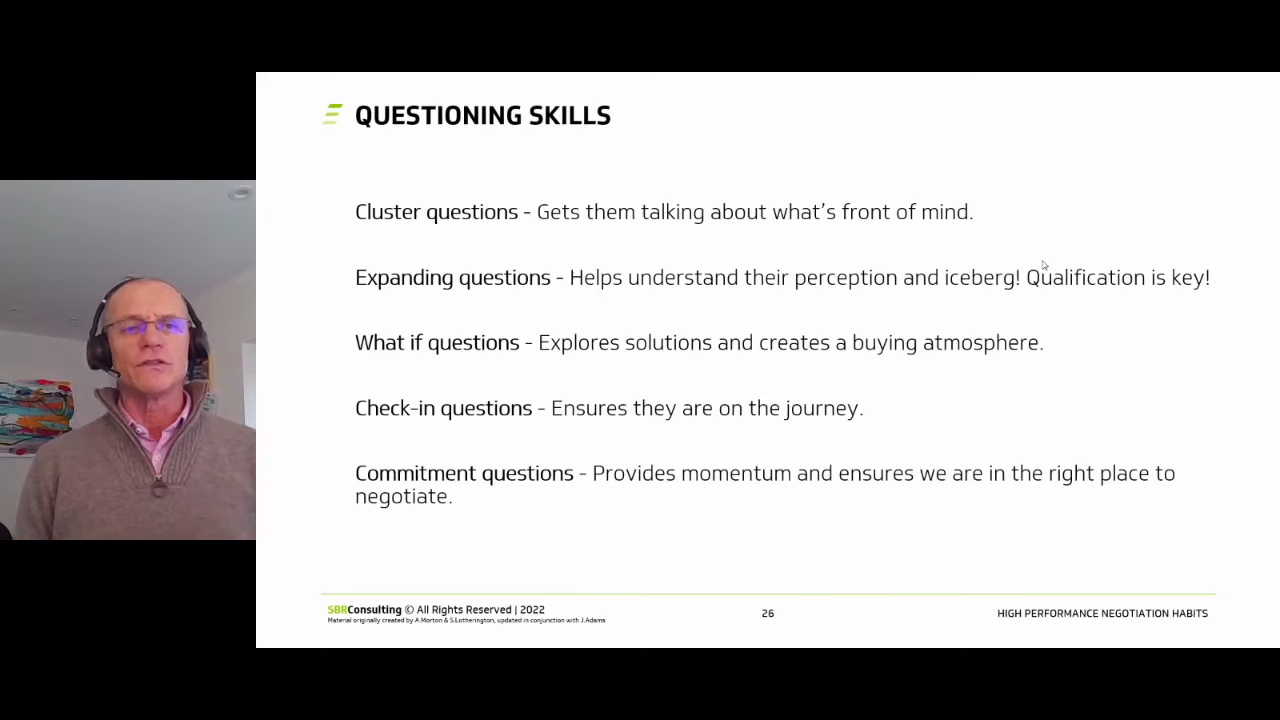 QUESTIONING SKILLS
Cluster questions - Gets them talking about what's front of mind.
Expanding questions - Helps understand their perception and iceberg! Qualification is key!
What if questions - Explores solutions and creates a buying atmosphere.
Check-in questions - Ensures they are on the journey.
Commitment questions - Provides momentum and ensures we are in the right place to
negotiate.
SBRConsulting © All Rights Reserved | 2022
Material originally created by A.Morton & S.Lotherington, updated in conjunction with J.Adams
26
HIGH PERFORMANCE NEGOTIATION HABITS